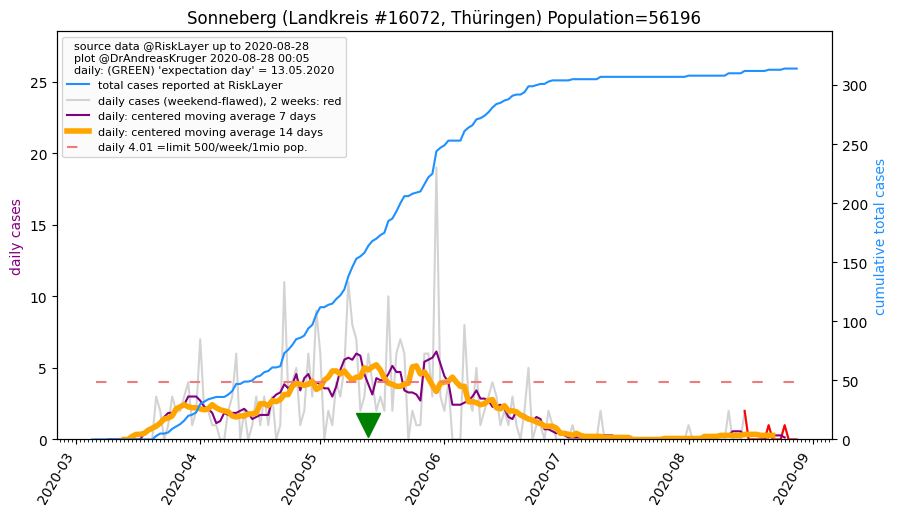 Sonneberg (Landkreis #16072, Thüringen) Population=56196
source data @RiskLayer up to 2020-08-28
plot @DrAndreasKruger 2020-08-28 00:05
daily: (GREEN) 'expectation day' = 13.05.2020
total cases reported at RiskLayer
daily cases (weekend-flawed), 2 weeks: red
daily: centered moving average 7 days
daily: centered moving average 14 days
daily 4.01 =limit 500/week/1mio pop.
daily cases
25
20
15
10
5
0
cumulative total cases
300
250
200
150
100
50
0
2020-03
2020-04
2020-05
2020-06
2020-07
2020-08
2020-09